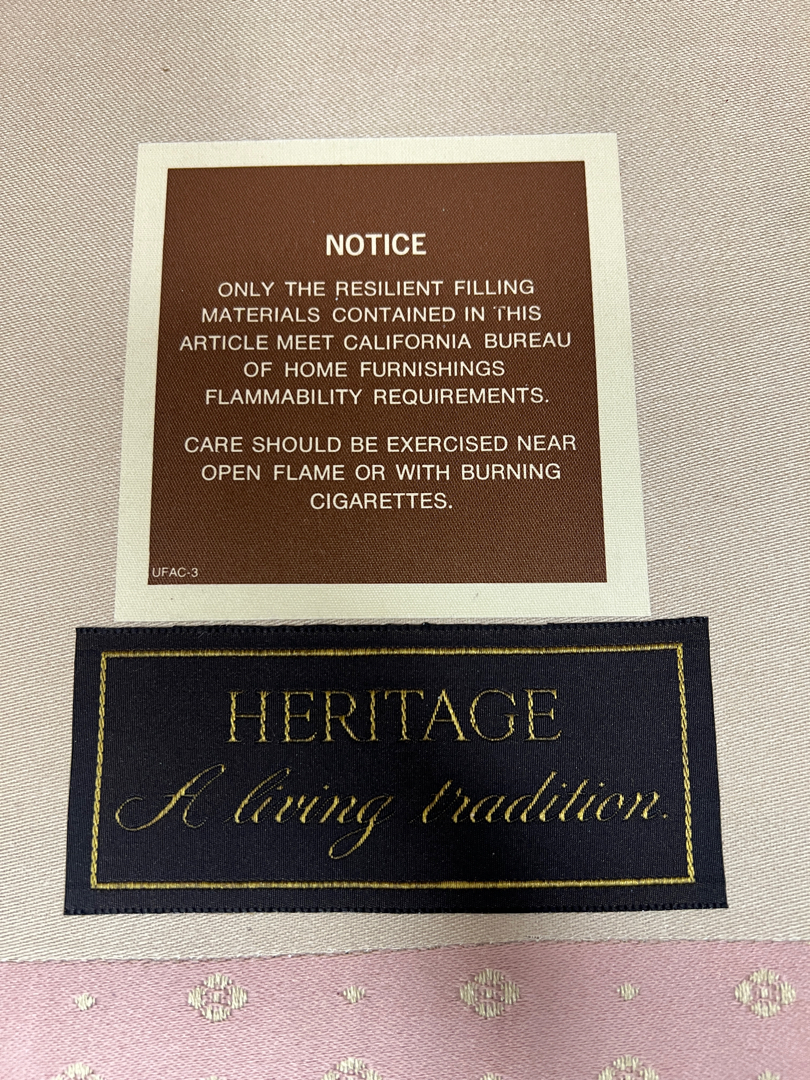 NOTICE
ONLY THE RESILIENT FILLING
MATERIALS CONTAINED IN THIS
ARTICLE MEET CALIFORNIA BUREAU
OF HOME FURNISHINGS
FLAMMABILITY REQUIREMENTS.
CARE SHOULD BE EXERCISED NEAR
OPEN FLAME OR WITH BURNING
CIGARETTES.
UFAC-3
HERITAGE
A living tradition.